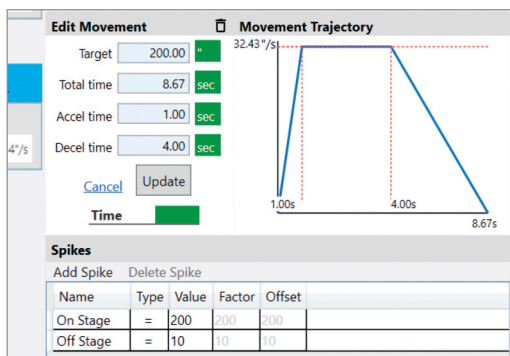 Edit Movement
Movement Trajectory
Target 200.00 "
Total time 8.67 sec
Accel time 1.00 sec
Decel time 4.00 sec
Cancel Update
Time
32.43"/s
1.00s 4.00s
8.67s
4"/s
Spikes
Add Spike Delete Spike
Name Type Value Factor Offset
On Stage = 200 200 200
Off Stage = 10 10 10